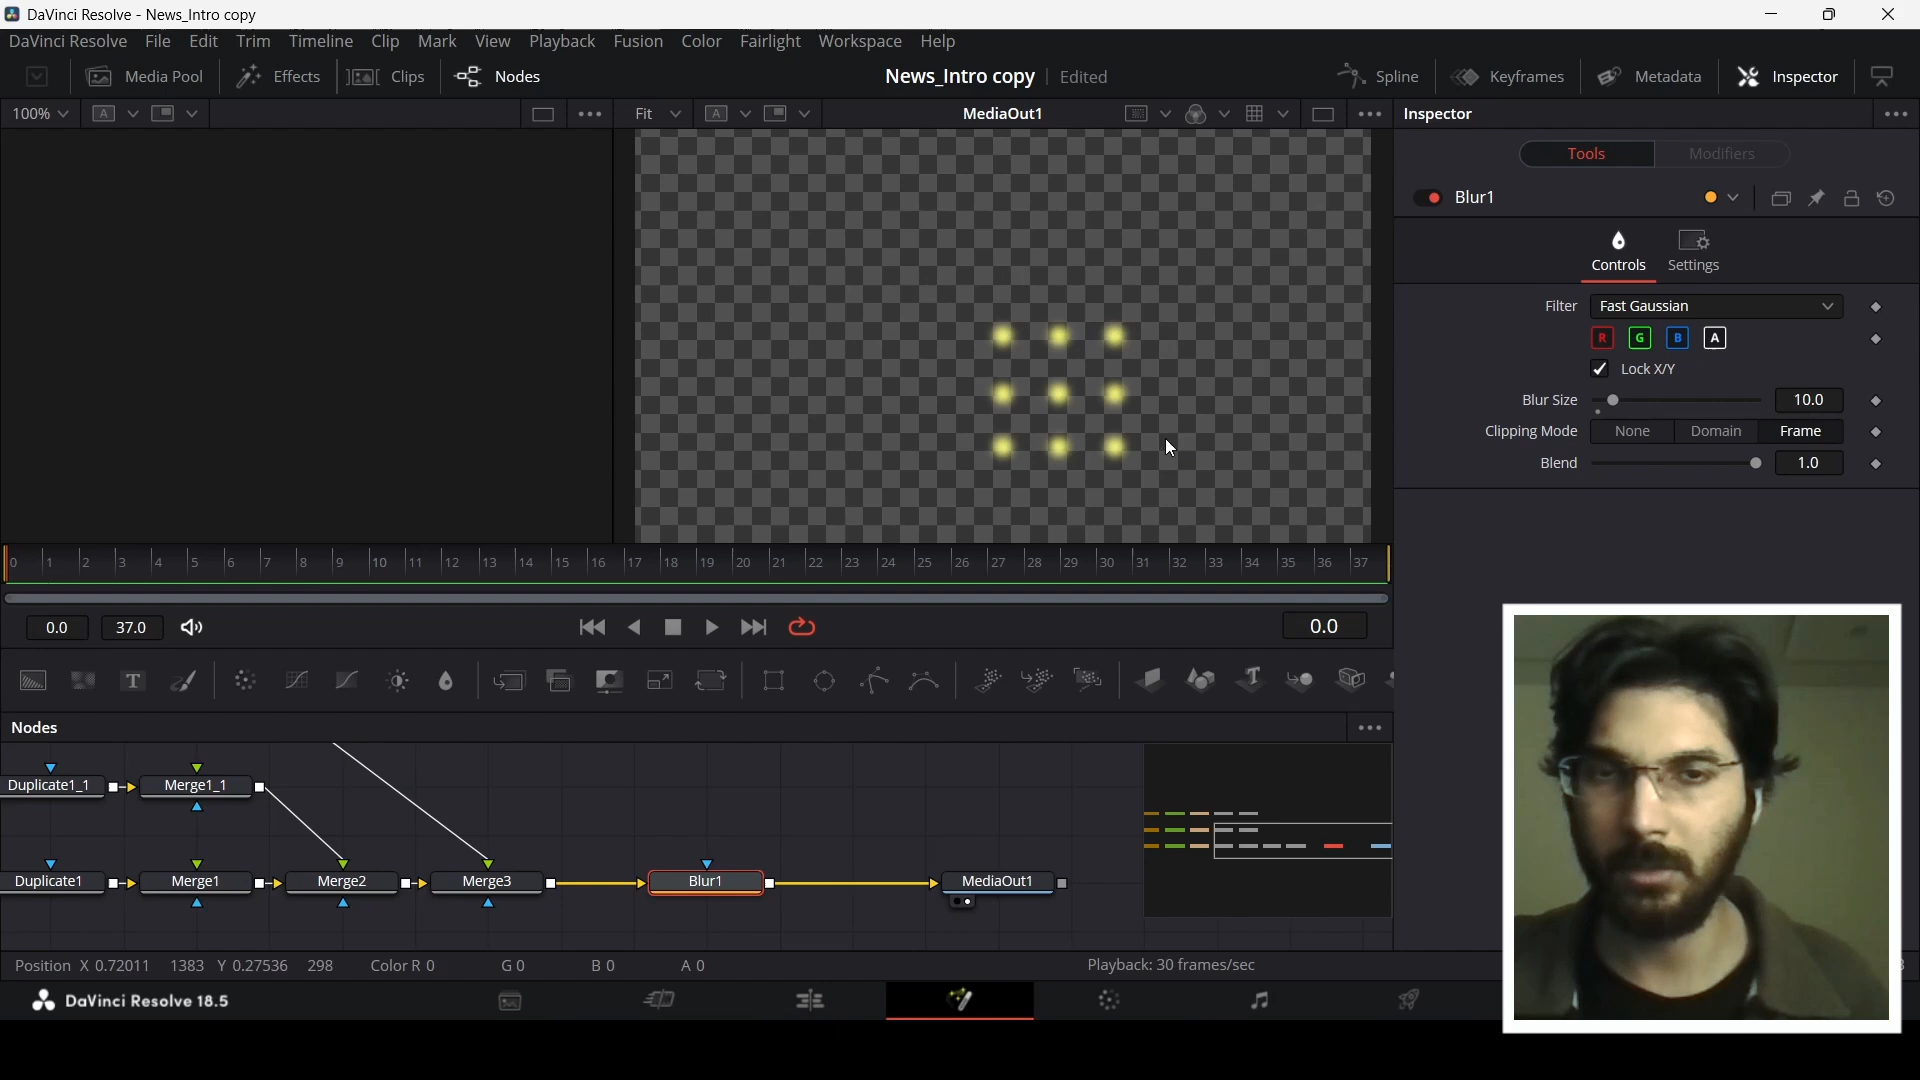 DaVinci Resolve - News_Intro copy
DaVinci Resolve File Edit Trim Timeline Clip Mark View Playback Fusion Color Fairlight Workspace Help
Media Pool Effects Clips Nodes News_Intro copy Edited Spline Keyframes Metadata Inspector
100% A Fit A MediaOut1 Inspector
Tools Modifiers
Blur1
Controls Settings
Filter Fast Gaussian
R G B A
Lock X/Y
Blur Size 10.0
Clipping Mode None Domain Frame
Blend 1.0
0 1 2 3 4 5 6 7 8 9 10 11 12 13 14 15 16 17 18 19 20 21 22 23 24 25 26 27 28 29 30 31 32 33 34 35 36 37
0.0 37.0 0.0
T T
Nodes
Duplicate1_1 Merge1_1
Duplicate1 Merge1 Merge2 Merge3 Blur1 MediaOut1
Position X 0.72011 1383 Y 0.27536 298 Color R 0 G 0 B 0 A 0 Playback: 30 frames/sec
DaVinci Resolve 18.5